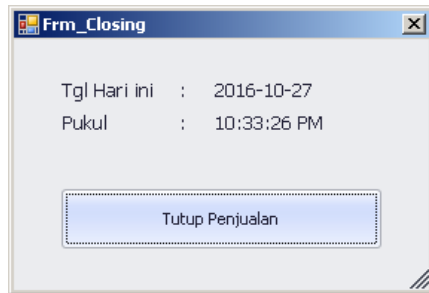 Frm_Closing
Tgl Hari ini : 2016-10-27
Pukul : 10:33:26 PM
Tutup Penjualan